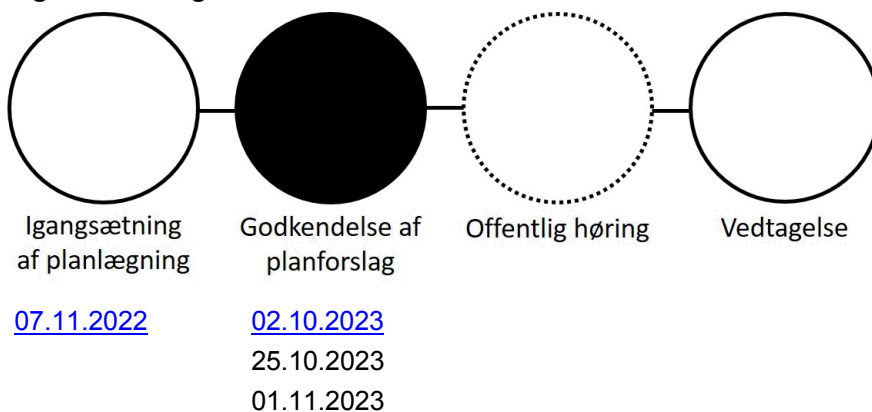 Igangsætning
af planlægning
Godkendelse af
planforslag
Offentlig høring
Vedtagelse
07.11.2022
02.10.2023
25.10.2023
01.11.2023